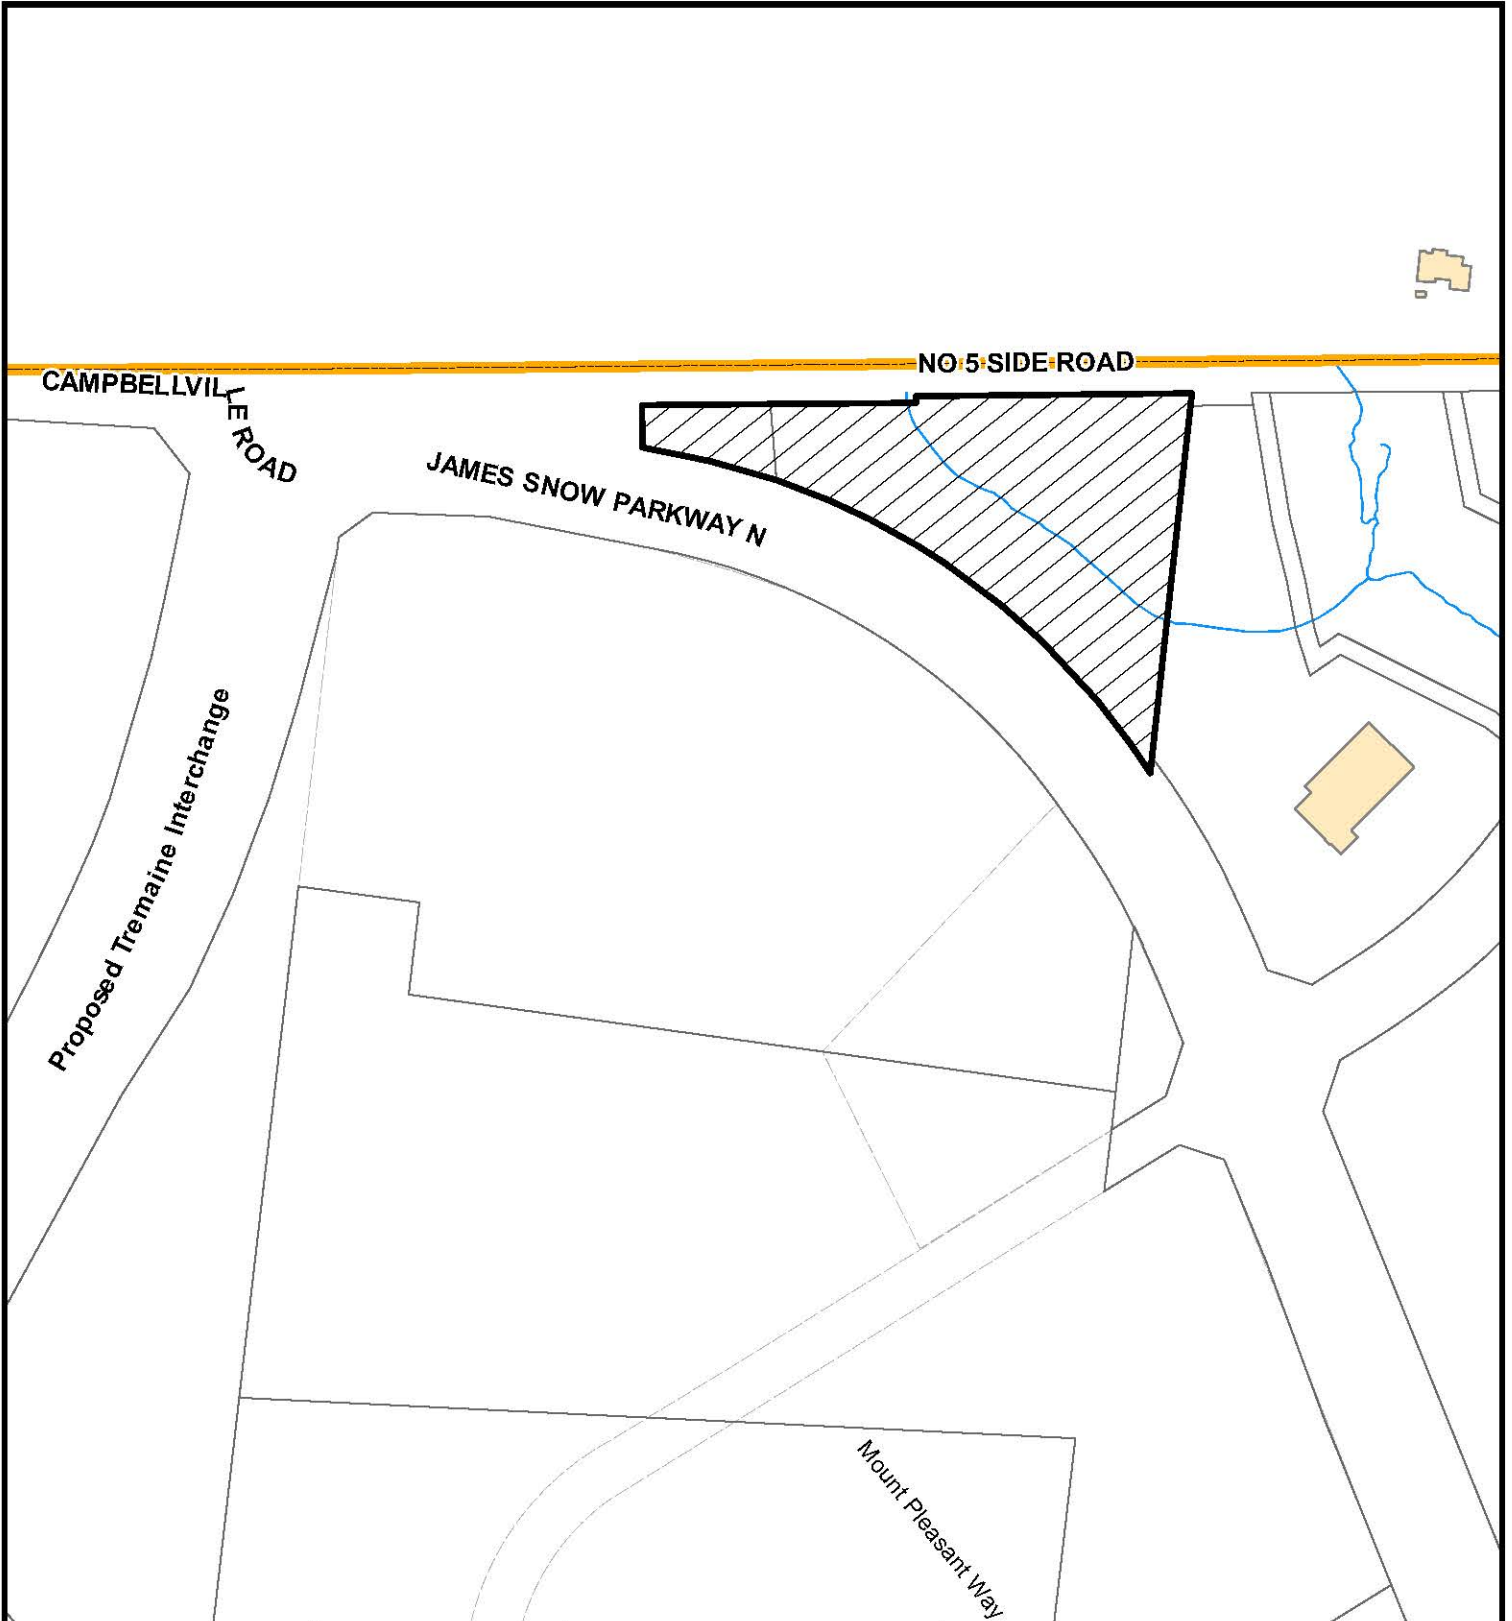 NO 5 SIDE ROAD
CAMPBELLVILLE ROAD
JAMES SNOW PARKWAY N
Proposed Tremaine Interchange
Mount Pleasant Way